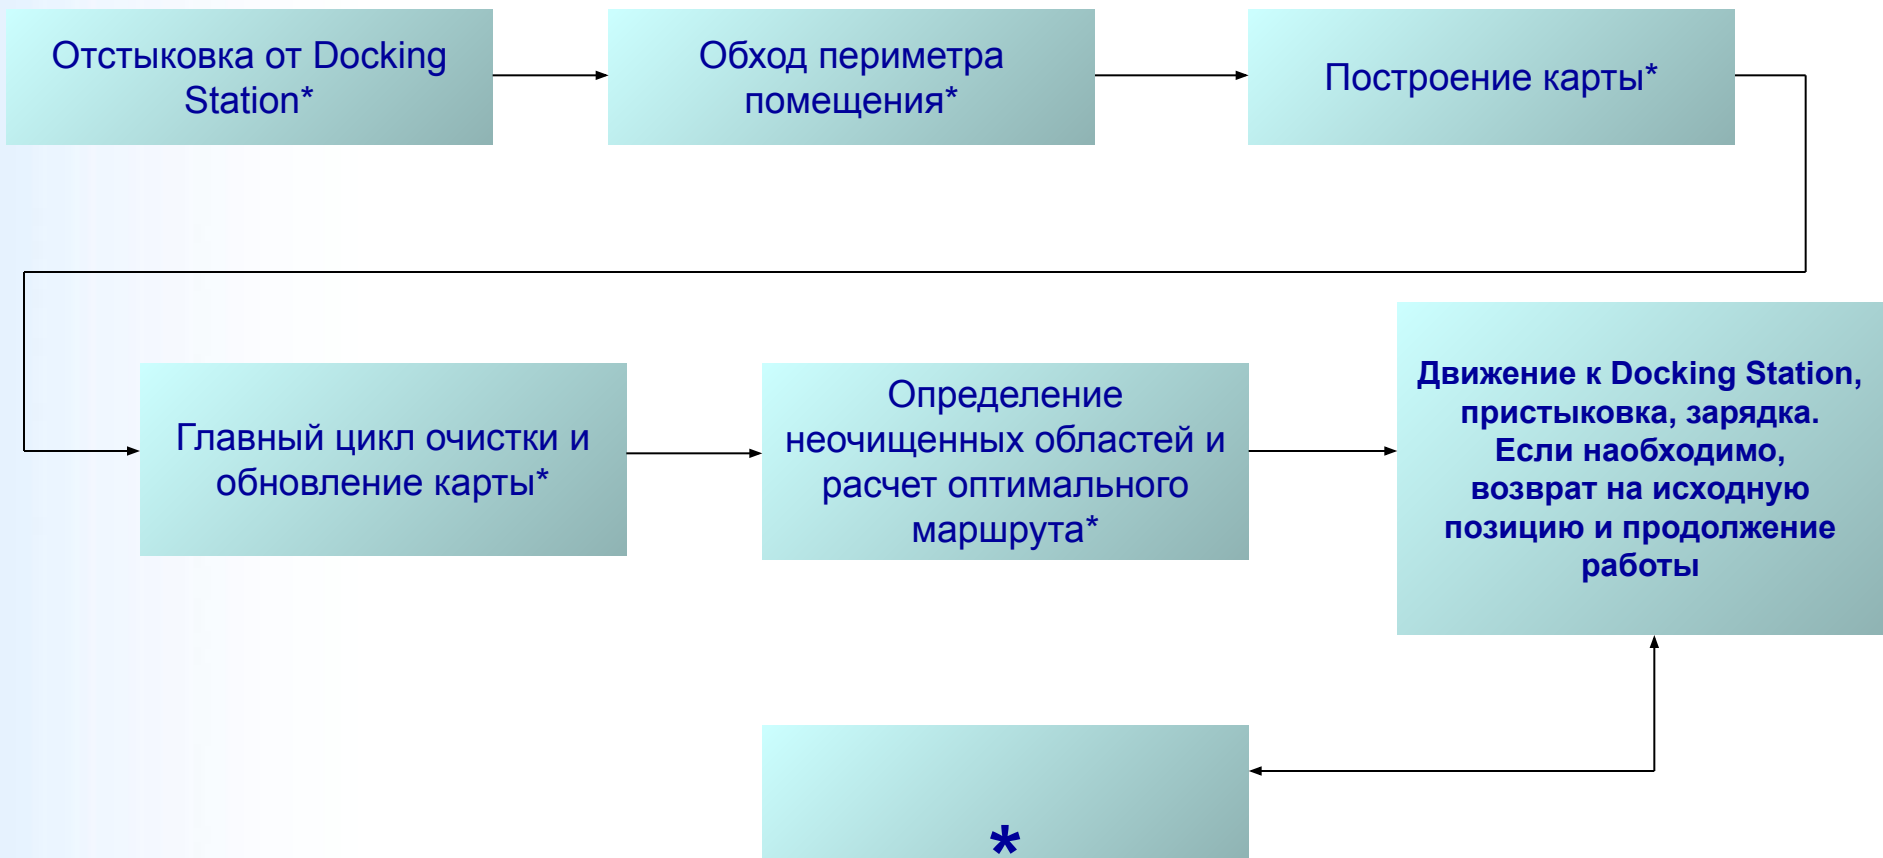 Отстыковка от Docking
Station*
Обход периметра
помещения*
Построение карты*
Главный цикл очистки и
обновление карты*
Определение
неочищенных областей и
расчет оптимального
маршрута*
Движение к Docking Station,
пристыковка, зарядка.
Если наобходимо,
возврат на исходную
позицию и продолжение
работы
*